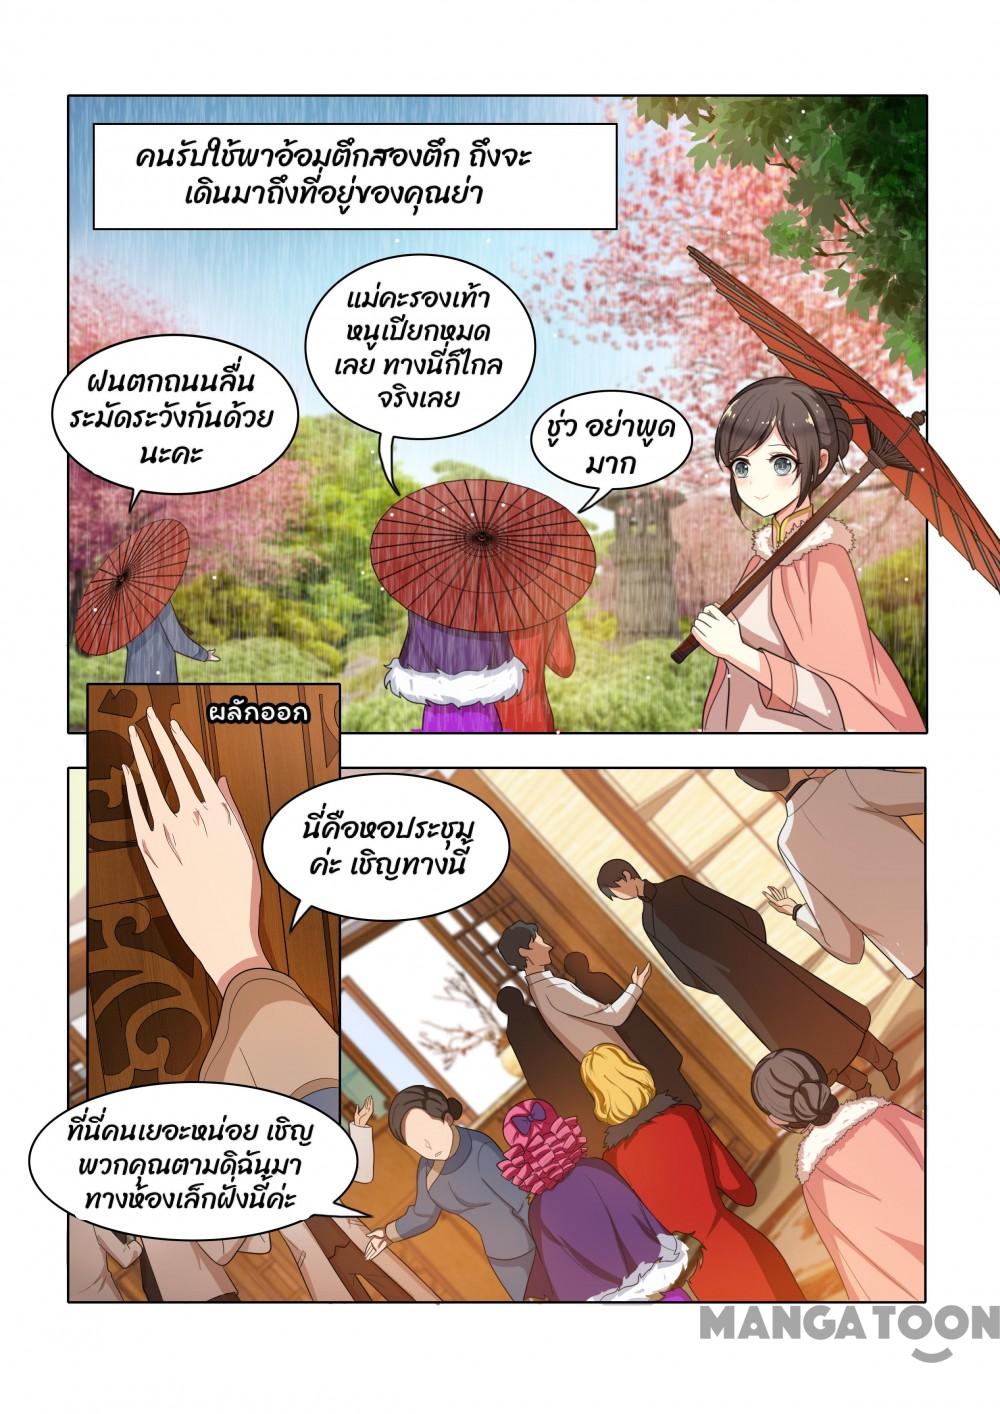 คนรับใช้พาอ้อมตึกสองตึก ถึงจะ
เดินมาถึงที่อยู่ของคุณย่า
แม่คะรองเท้า
หนูเปียกหมด
เลย ทางนี้ก็ไกล
จริงเลย
ฝนตกถนนลื่น
ระมัดระวังกันด้วย
นะคะ
ชู่ว อย่าพูด
มาก
ผลักออก
นี่คือหอประชุม
ค่ะ เชิญทางนี้
ที่นี่คนเยอะหน่อย เชิญ
พวกคุณตามดิฉันมา
ทางห้องเล็กฝั่งนี้ค่ะ
MANGATOON